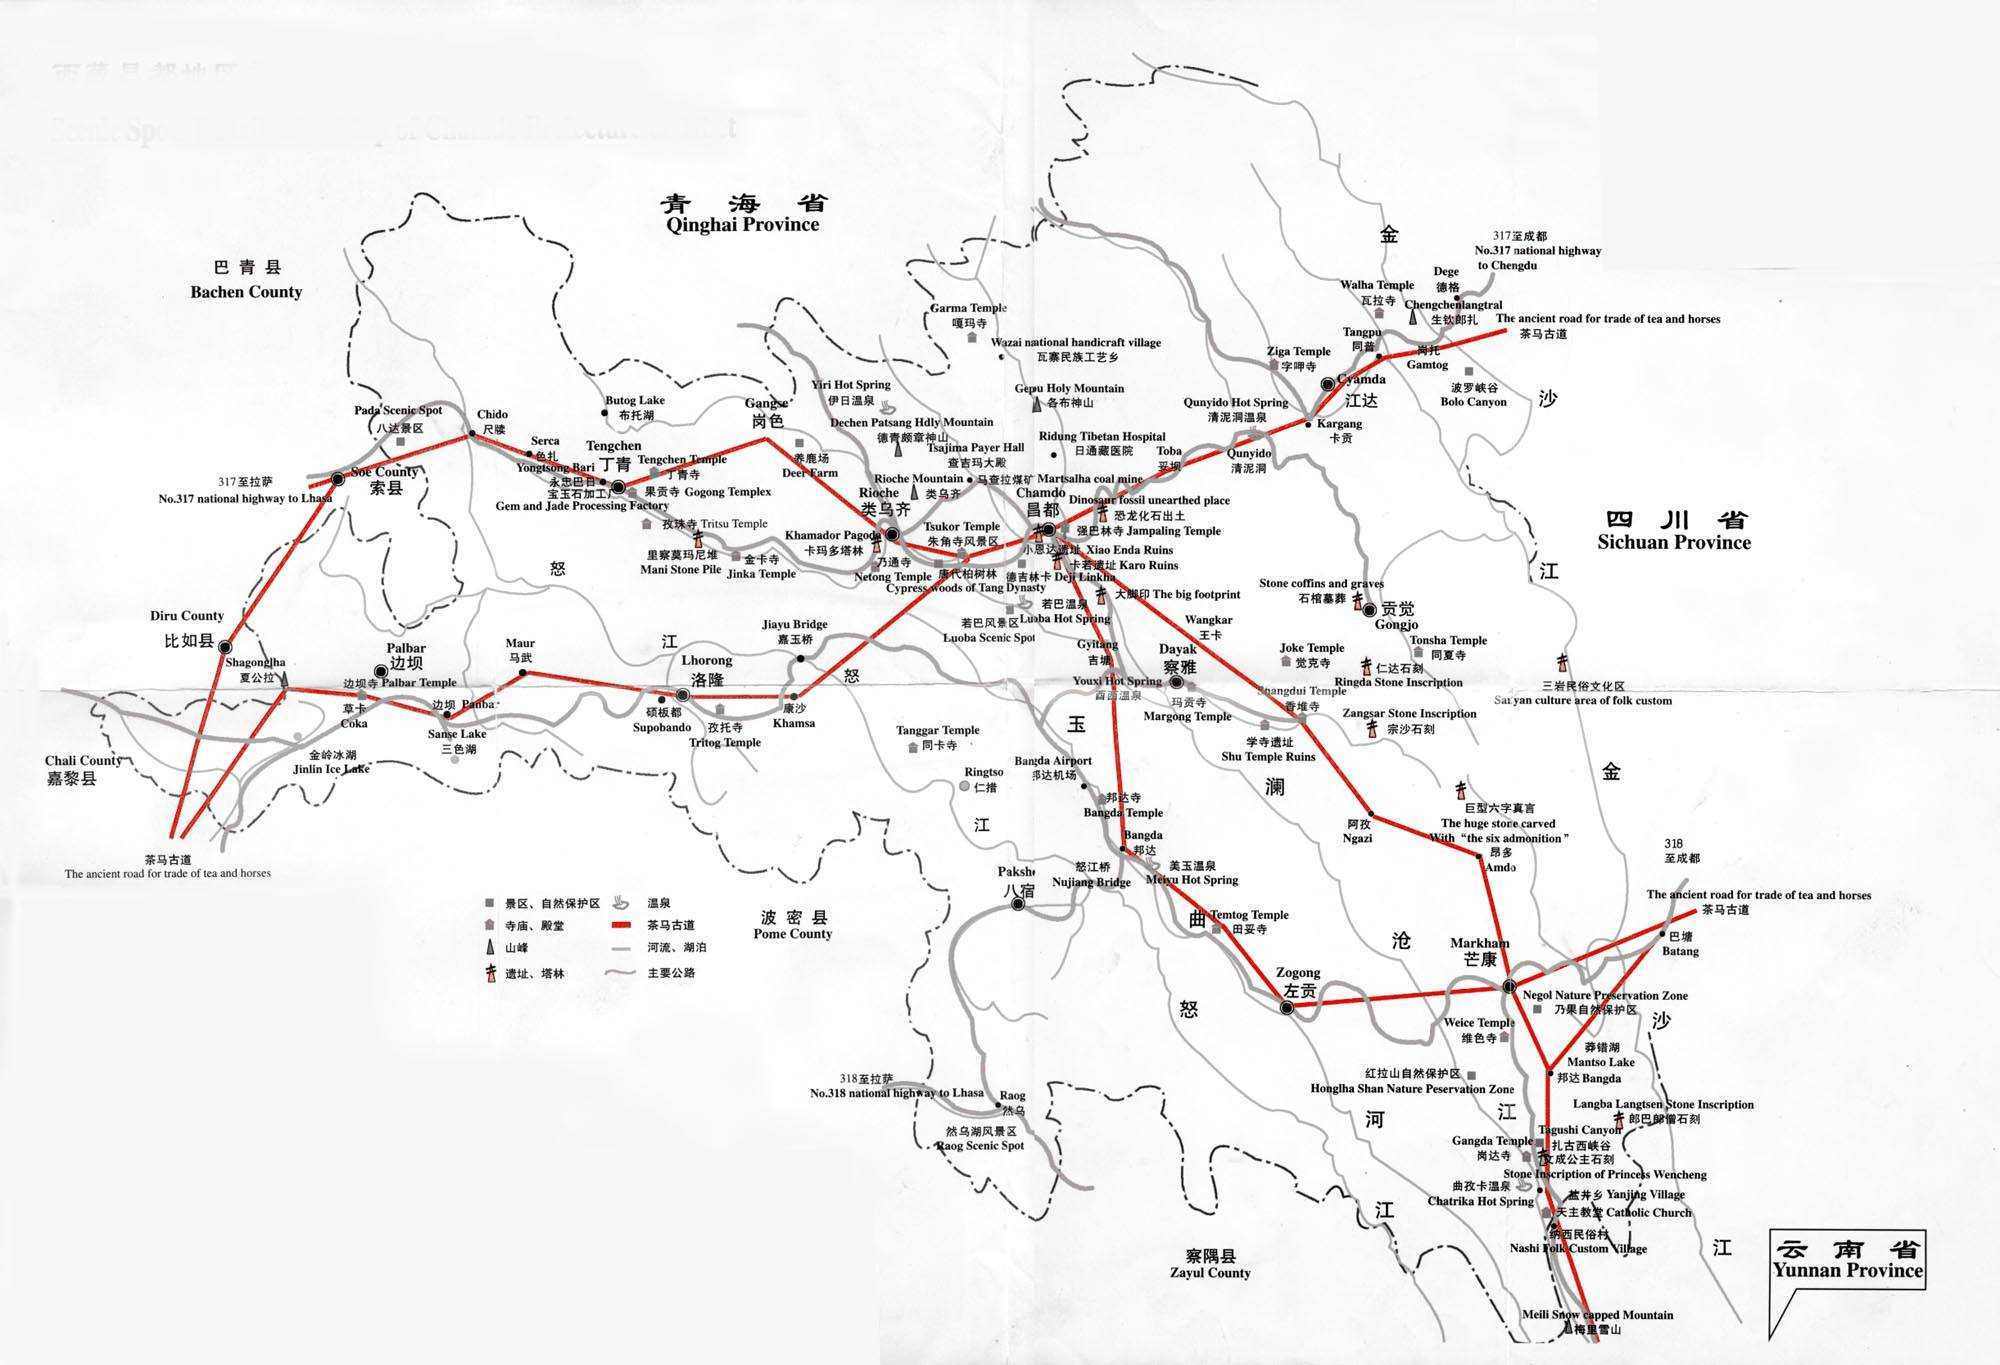 青 海 省
Qinghai Province
巴 青 县
Bachen County
金
317至成都
No.317 national highway
to Chengdu
Dege
德格
Walha Temple
瓦拉寺
Chengchenlangtral
生钦郎扎
The ancient road for trade of tea and horses
茶马古道
Garma Temple
嘎玛寺
Tangpu
同普
岗托
Gamtog
Wazai national handicraft village
瓦寨民族工艺乡
Ziga Temple
字呷寺
Cyamda
江达
波罗峡谷
Bolo Canyon
沙
Yiri Hot Spring
伊日温泉
Gepu Holy Mountain
各布神山
Butog Lake
布托湖
Gangse
岗色
Qunyido Hot Spring
清泥洞温泉
Pada Scenic Spot
八达景区
Chido
尺牍
Dechen Patsang Hdly Mountain
德青颇章神山
Kargang
卡贡
Serca
色扎
Tengchen
丁青
Tsajima Payer Hall
查吉玛大殿
Ridung Tibetan Hospital
日通藏医院
Toba
妥坝
Qunyido
清泥洞
Tengchen Temple
丁青寺
养鹿场
Deer Farm
Soe County
索县
Yongtsong Bari
永忠巴日
宝玉石加工厂
Gem and Jade Processing Factory
果贡寺 Gogong Templex
317至拉萨
No.317 national highway to Lhasa
Rioche Mountain
类乌齐
马查拉煤矿 Martsalha coal mine
Rioche
类乌齐
Chamdo
昌都
Dinosaur fossil unearthed place
恐龙化石出土
强巴林寺 Jampaling Temple
四 川 省
Sichuan Province
孜珠寺 Tritsu Temple
Khamador Pagoda
卡玛多塔林
Tsukor Temple
朱角寺风景区
小恩达遗址 Xiao Enda Ruins
卡若遗址 Karo Ruins
里察莫玛尼堆
Mani Stone Pile
金卡寺
Jinka Temple
乃通寺
Netong Temple
唐代柏树林
Cypress woods of Tang Dynasty
德吉林卡 Deji Linkha
怒
江
大脚印 The big footprint
Stone coffins and graves
石棺墓葬
贡觉
Gongjo
若巴温泉
Luoba Hot Spring
若巴风景区
Luoba Scenic Spot
Diru County
比如县
Jiayu Bridge
嘉玉桥
Wangkar
王卡
江
Palbar
边坝
Maur
马武
Lhorong
洛隆
怒
Gyitang
吉塘
Dayak
察雅
Joke Temple
觉克寺
Tonsha Temple
同夏寺
仁达石刻
Ringda Stone Inscription
Shagonglha
夏公拉
边坝寺 Palbar Temple
草卡
Coka
边坝 Panba
Youxi Hot Spring
酉西温泉
玛贡寺
Margong Temple
Shangdui Temple
香堆寺
三岩民俗文化区
Sanyan culture area of folk custom
硕板都
Supobando
孜托寺
Tritog Temple
康沙
Khamsa
玉
Zangsar Stone Inscription
宗沙石刻
Sanse Lake
三色湖
Tanggar Temple
同卡寺
学寺遗址
Shu Temple Ruins
Chali County
嘉黎县
金岭冰湖
Jinlin Ice Lake
Bangda Airport
邦达机场
Ringtso
仁措
澜
金
邦达寺
Bangda Temple
巨型六字真言
The huge stone carved
With “the six admonition ”
阿孜
Ngazi
江
Bangda
邦达
昂多
Amdo
318
至成都
茶马古道
The ancient road for trade of tea and horses
怒江桥
Nujiang Bridge
美玉温泉
Meiyu Hot Spring
Pakshe
八宿
The ancient road for trade of tea and horses
茶马古道
景区、自然保护区
温泉
寺庙、殿堂
茶马古道
山峰
河流、湖泊
遗址、塔林
主要公路
波 密 县
Pome County
曲
Temtog Temple
田妥寺
沧
Markham
芒康
巴塘
Batang
Zogong
左贡
Negol Nature Preservation Zone
乃果自然保护区
怒
Weice Temple
维色寺
沙
莽错湖
Mantso Lake
邦达 Bangda
红拉山自然保护区
Honglha Shan Nature Peservation Zone
318至拉萨
No.318 national highway to Lhasa
Raog
然乌
然乌湖风景区
Raog Scenic Spot
河
江
Langba Langtsen Stone Inscription
郎巴郎僧石刻
Tagushi Canyon
扎古西峡谷
Gangda Temple
岗达寺
文成公主石刻
Stone Inscription of Princess Wencheng
曲孜卡温泉
Chatrika Hot Spring
盐井乡 Yanjing Village
天主教堂 Catholic Church
江
纳西民俗村
Nashi Folk Custom Village
江
察隅县
Zayul County
云 南 省
Yunnan Province
Meili Snow capped Mountain
梅里雪山